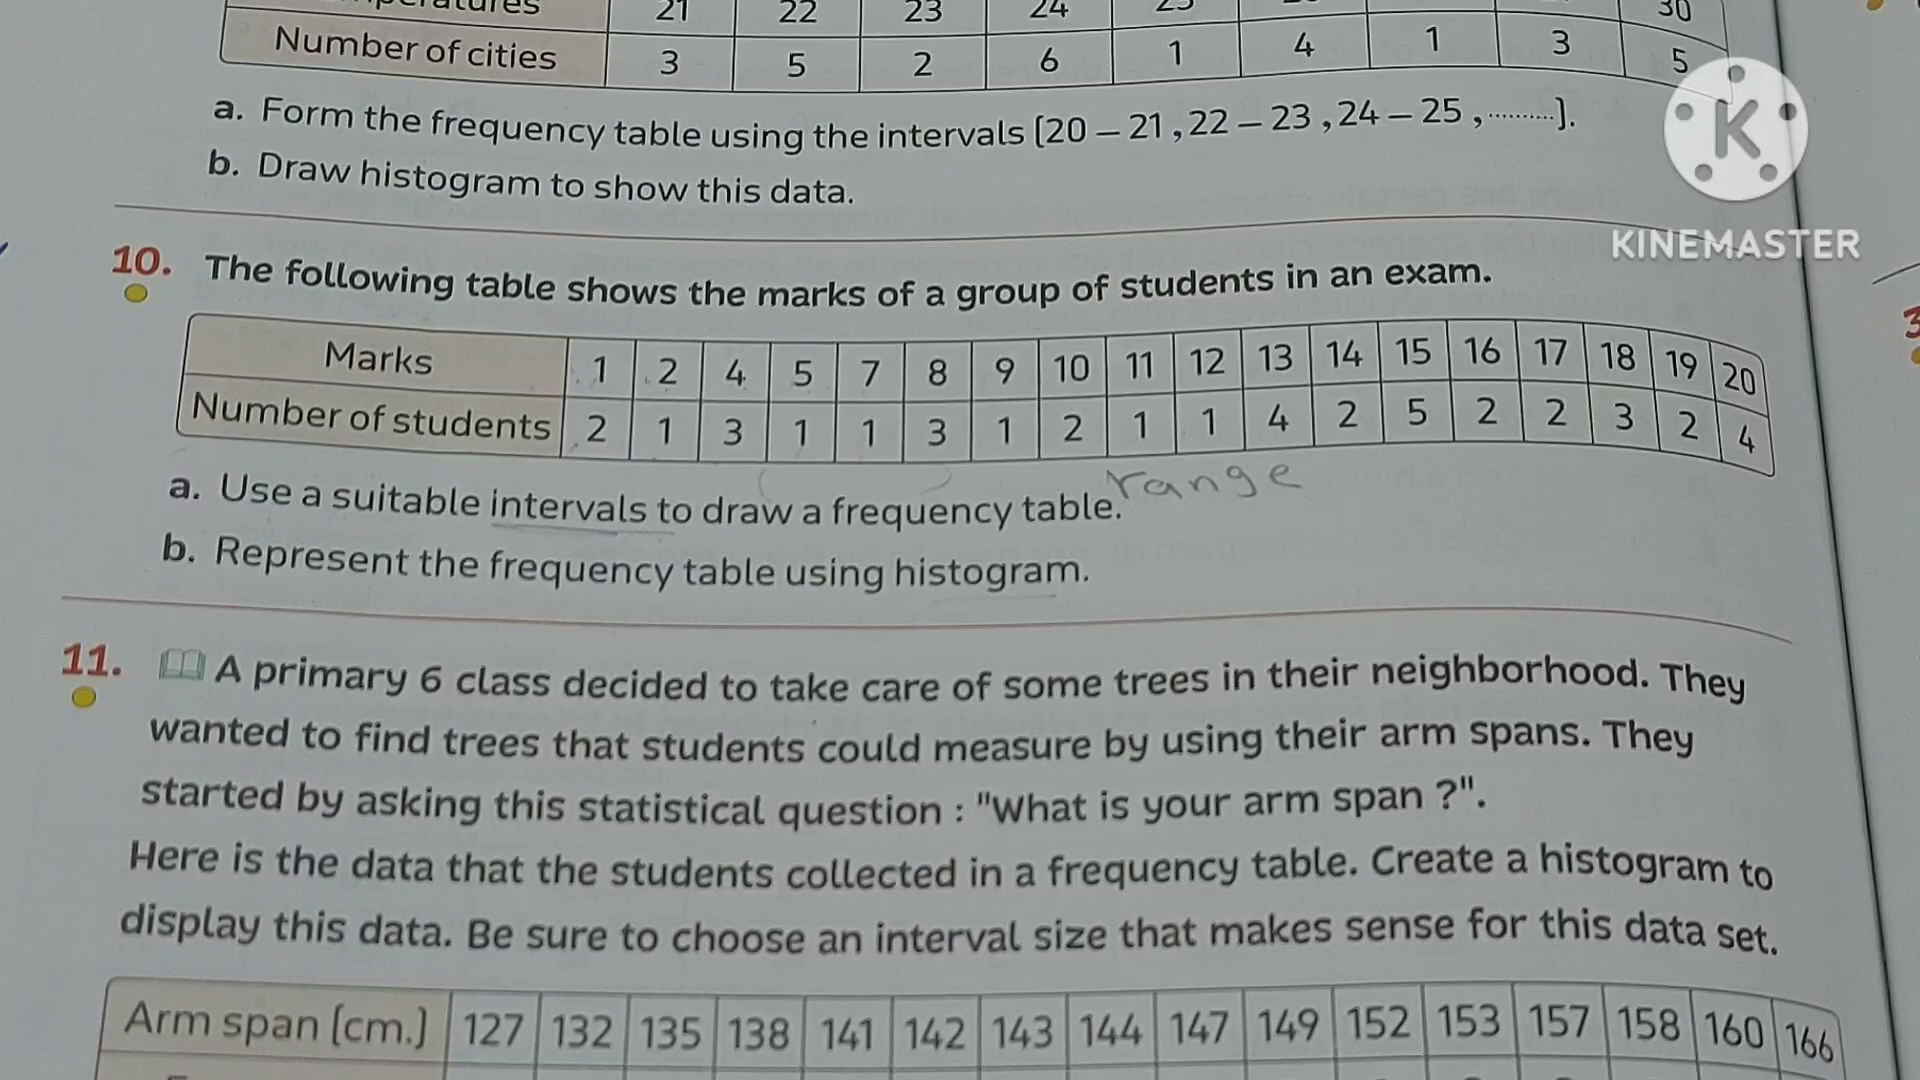 21 22 23 24 30
Number of cities 3 5 2 6 1 4 1 3 5
a. Form the frequency table using the intervals [20 – 21 , 22 – 23 , 24 – 25 , ..........].
b. Draw histogram to show this data.
K
KINEMASTER
10. The following table shows the marks of a group of students in an exam.
Marks 1 2 4 5 7 8 9 10 11 12 13 14 15 16 17 18 19 20
Number of students 2 1 3 1 1 3 1 2 1 1 4 2 5 2 2 3 2 4
a. Use a suitable intervals to draw a frequency table. range
b. Represent the frequency table using histogram.
11. A primary 6 class decided to take care of some trees in their neighborhood. They
wanted to find trees that students could measure by using their arm spans. They
started by asking this statistical question : "What is your arm span ?".
Here is the data that the students collected in a frequency table. Create a histogram to
display this data. Be sure to choose an interval size that makes sense for this data set.
Arm span (cm.) 127 132 135 138 141 142 143 144 147 149 152 153 157 158 160 166